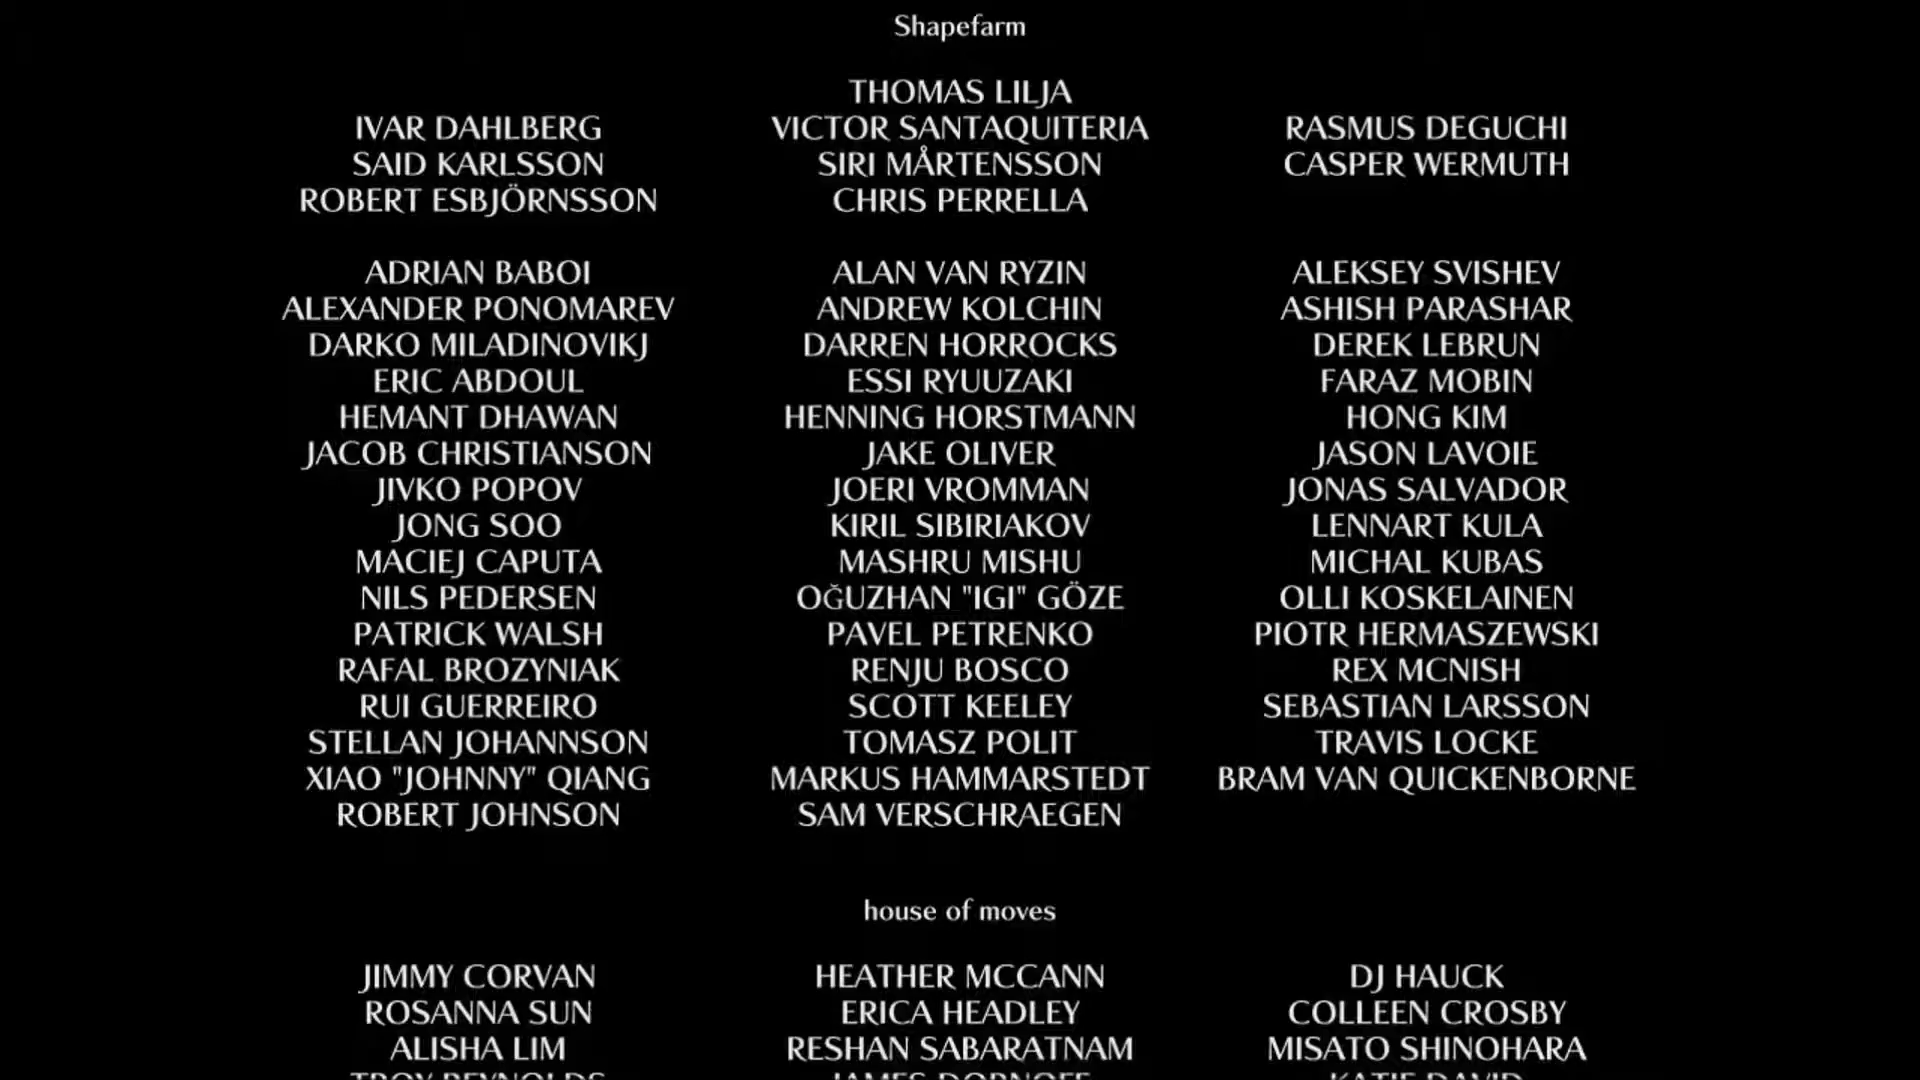 Shapefarm
THOMAS LILJA
IVAR DAHLBERG VICTOR SANTAQUITERIA RASMUS DEGUCHI
SAID KARLSSON SIRI MÅRTENSSON CASPER WERMUTH
ROBERT ESBJÖRNSSON CHRIS PERRELLA
ADRIAN BABOI ALAN VAN RYZIN ALEKSEY SVISHEV
ALEXANDER PONOMAREV ANDREW KOLCHIN ASHISH PARASHAR
DARKO MILADINOVIKJ DARREN HORROCKS DEREK LEBRUN
ERIC ABDOUL ESSI RYUUZAKI FARAZ MOBIN
HEMANT DHAWAN HENNING HORSTMANN HONG KIM
JACOB CHRISTIANSON JAKE OLIVER JASON LAVOIE
JIVKO POPOV JOERI VROMMAN JONAS SALVADOR
JONG SOO KIRIL SIBIRIAKOV LENNART KULA
MACIEJ CAPUTA MASHRU MISHU MICHAL KUBAS
NILS PEDERSEN OĞUZHAN "IGI" GÖZE OLLI KOSKELAINEN
PATRICK WALSH PAVEL PETRENKO PIOTR HERMASZEWSKI
RAFAL BROZYNIAK RENJU BOSCO REX MCNISH
RUI GUERREIRO SCOTT KEELEY SEBASTIAN LARSSON
STELLAN JOHANNSON TOMASZ POLIT TRAVIS LOCKE
XIAO "JOHNNY" QIANG MARKUS HAMMARSTEDT BRAM VAN QUICKENBORNE
ROBERT JOHNSON SAM VERSCHRAEGEN
house of moves
JIMMY CORVAN HEATHER MCCANN DJ HAUCK
ROSANNA SUN ERICA HEADLEY COLLEEN CROSBY
ALISHA LIM RESHAN SABARATNAM MISATO SHINOHARA
TROY REYNOLDS JAMES KATIE DAVID